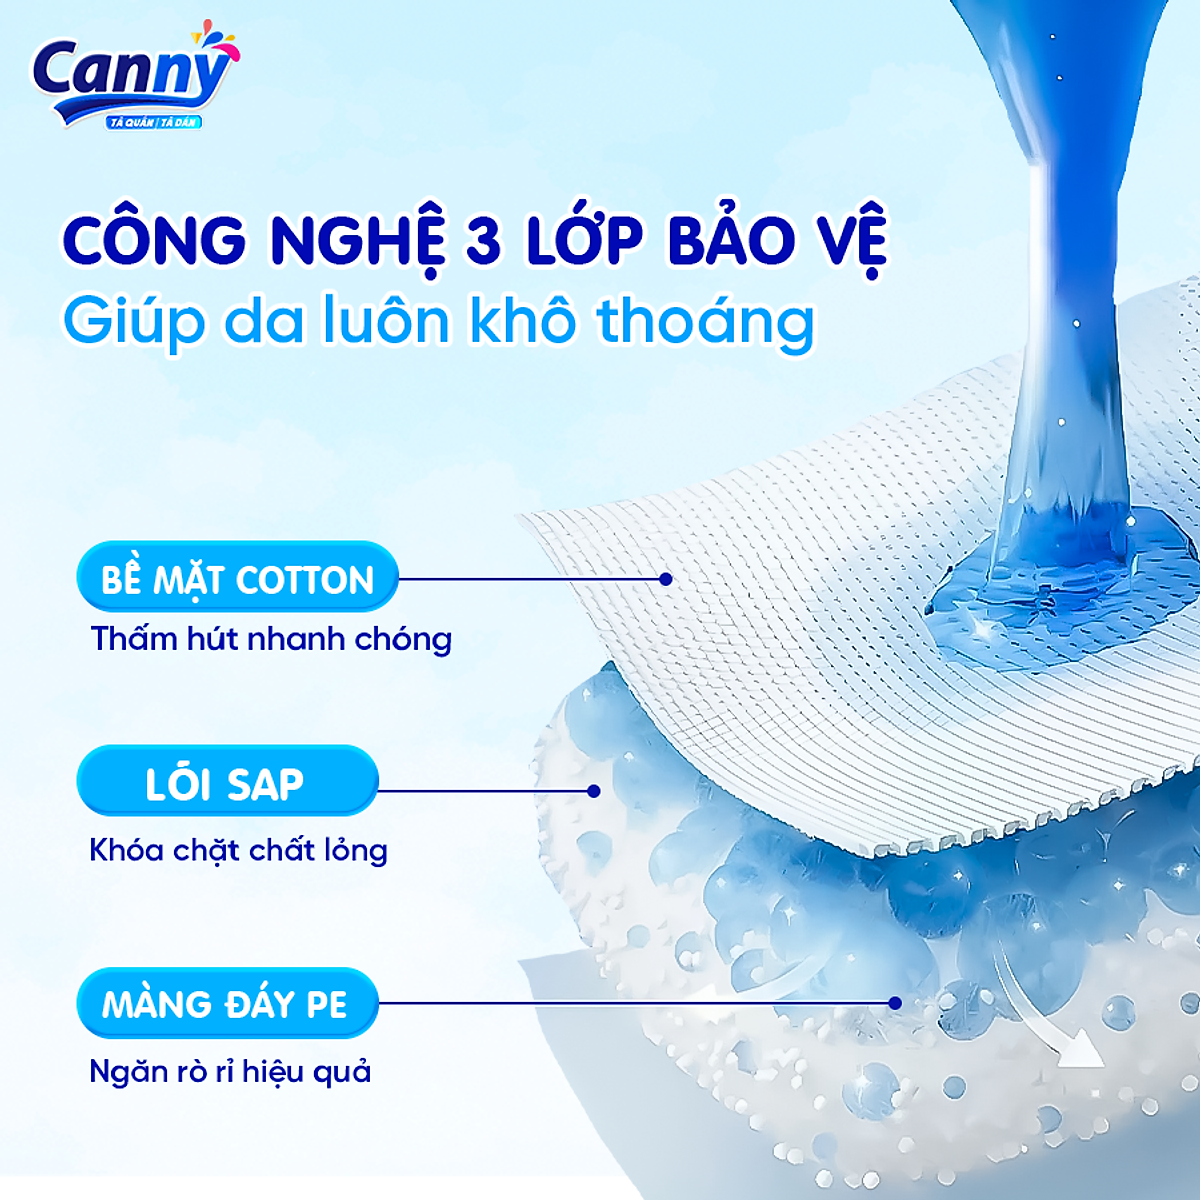 Canny
TÃ QUẦN | TÃ DÁN
CÔNG NGHỆ 3 LỚP BẢO VỆ
Giúp da luôn khô thoáng
BỀ MẶT COTTON
Thấm hút nhanh chóng
LÕI SAP
Khóa chặt chất lỏng
MÀNG ĐÁY PE
Ngăn rò rỉ hiệu quả